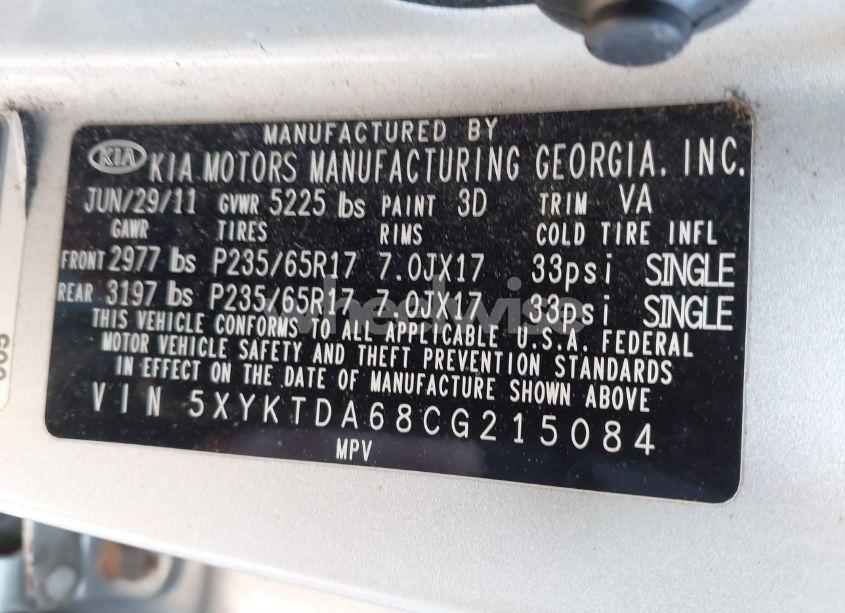 MANUFACTURED BY
KIA KIA MOTORS MANUFACTURING GEORGIA, INC.
JUN/29/11 GVWR 5225 lbs PAINT 3D TRIM VA
GAWR TIRES RIMS COLD TIRE INFL
FRONT 2977 lbs P235/65R17 7.0JX17 33psi SINGLE
REAR 3197 lbs P235/65R17 7.0JX17 33psi SINGLE
THIS VEHICLE CONFORMS TO ALL APPLICABLE U.S.A. FEDERAL
MOTOR VEHICLE SAFETY AND THEFT PREVENTION STANDARDS
IN EFFECT ON THE DATE OF MANUFACTURE SHOWN ABOVE
VIN 5XYKTDA68CG215084
MPV